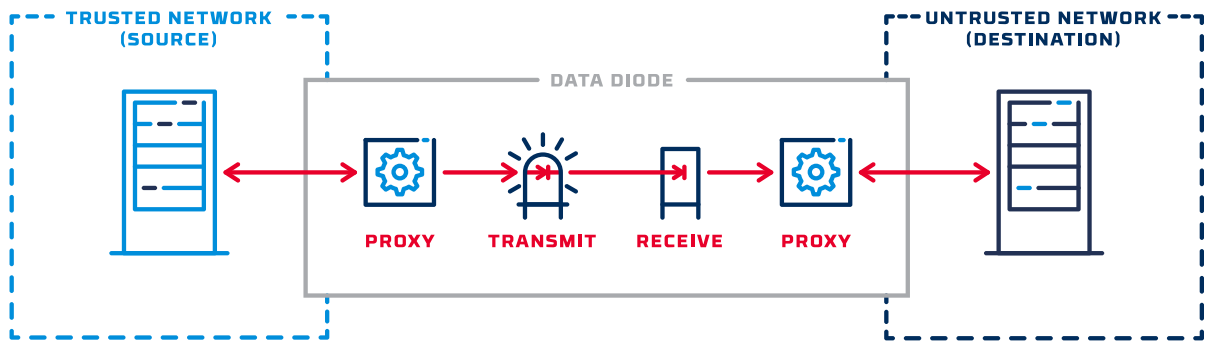 TRUSTED NETWORK
(SOURCE)
UNTRUSTED NETWORK
(DESTINATION)
DATA DIODE
PROXY
TRANSMIT
RECEIVE
PROXY